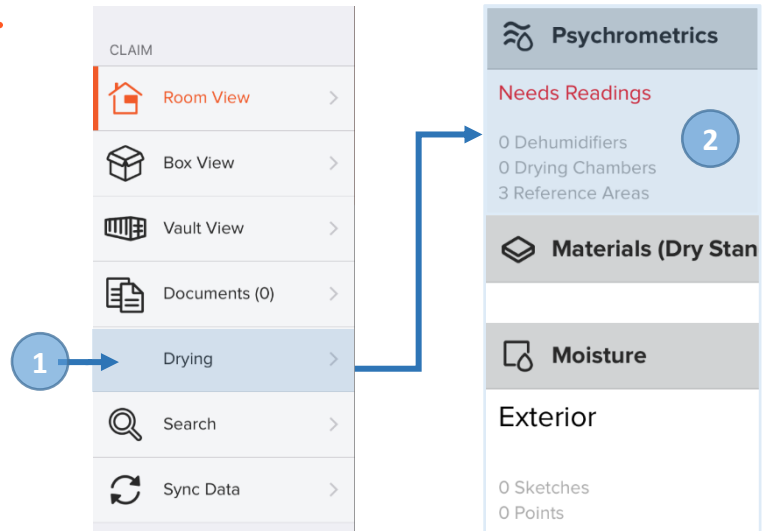 CLAIM
Room View
Box View
Vault View
Documents (0)
1
Drying
Search
Sync Data
Psychrometrics
Needs Readings
0 Dehumidifiers
2
0 Drying Chambers
3 Reference Areas
Materials (Dry Stan
Moisture
Exterior
0 Sketches
0 Points